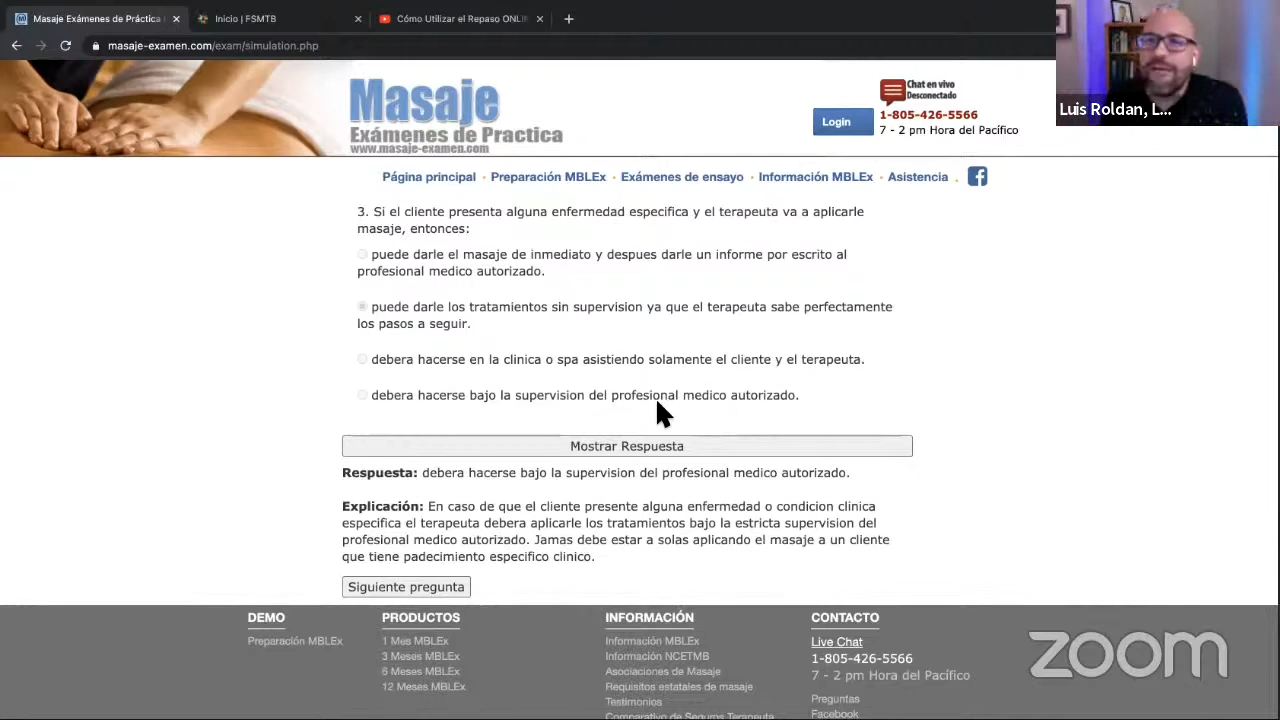 Masaje Exámenes de Práctica
Inicio | FSMTB
Cómo Utilizar el Repaso ONLI
masaje-examen.com/exam/simulation.php
Luis Roldan, L...
Masaje
Exámenes de Practica
www.masaje-examen.com
Login
Chat en vivo
Desconectado
1-805-426-5566
7 - 2 pm Hora del Pacífico
Página principal
Preparación MBLEx
Exámenes de ensayo
Información MBLEx
Asistencia
3. Si el cliente presenta alguna enfermedad especifica y el terapeuta va a aplicarle
masaje, entonces:
puede darle el masaje de inmediato y despues darle un informe por escrito al
profesional medico autorizado.
puede darle los tratamientos sin supervision ya que el terapeuta sabe perfectamente
los pasos a seguir.
debera hacerse en la clinica o spa asistiendo solamente el cliente y el terapeuta.
debera hacerse bajo la supervision del profesional medico autorizado.
Mostrar Respuesta
Respuesta: debera hacerse bajo la supervision del profesional medico autorizado.
Explicación: En caso de que el cliente presente alguna enfermedad o condicion clinica
especifica el terapeuta debera aplicarle los tratamientos bajo la estricta supervision del
profesional medico autorizado. Jamas debe estar a solas aplicando el masaje a un cliente
que tiene padecimiento especifico clinico.
Siguiente pregunta
DEMO
Preparación MBLEx
PRODUCTOS
1 Mes MBLEx
3 Meses MBLEx
6 Meses MBLEx
12 Meses MBLEx
INFORMACIÓN
Información MBLEx
Información NCETMB
Asociaciones de Masaje
Requisitos estatales de masaje
Testimonios
Comparativo de Seguros Terapeuta
CONTACTO
Live Chat
1-805-426-5566
7 - 2 pm Hora del Pacífico
Preguntas
Facebook
zoom